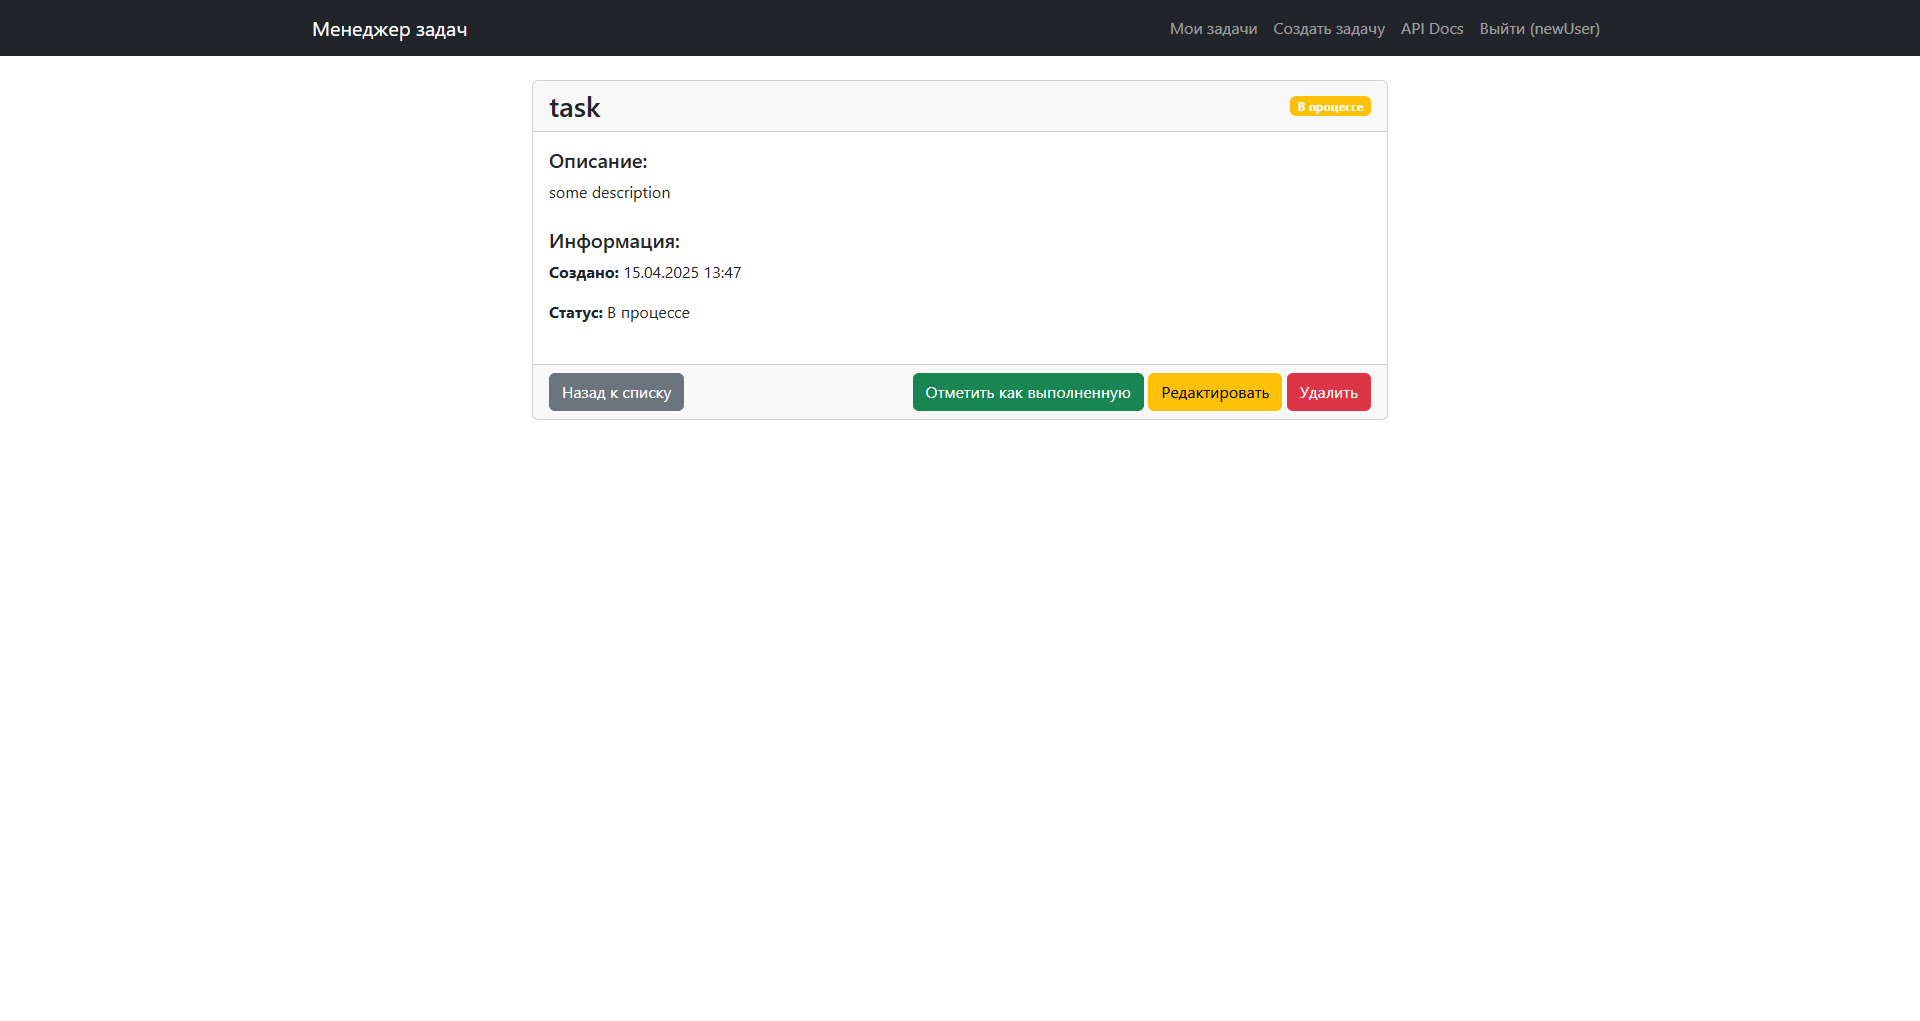 Менеджер задач
Мои задачи Создать задачу API Docs Выйти (newUser)
task
В процессе
Описание:
some description
Информация:
Создано: 15.04.2025 13:47
Статус: В процессе
Назад к списку
Отметить как выполненную
Редактировать
Удалить